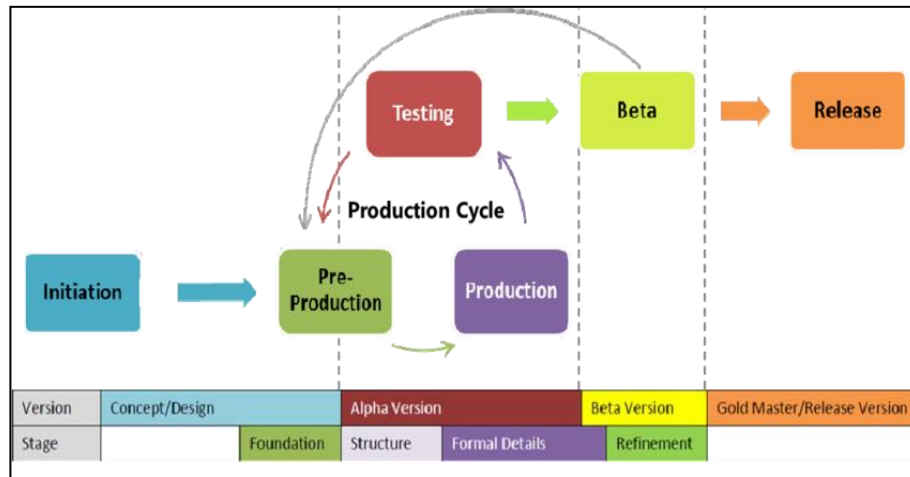 Testing
Beta
Release
Production Cycle
Initiation
Pre-
Production
Production
Version
Concept/Design
Alpha Version
Beta Version
Gold Master/Release Version
Stage
Foundation
Structure
Formal Details
Refinement